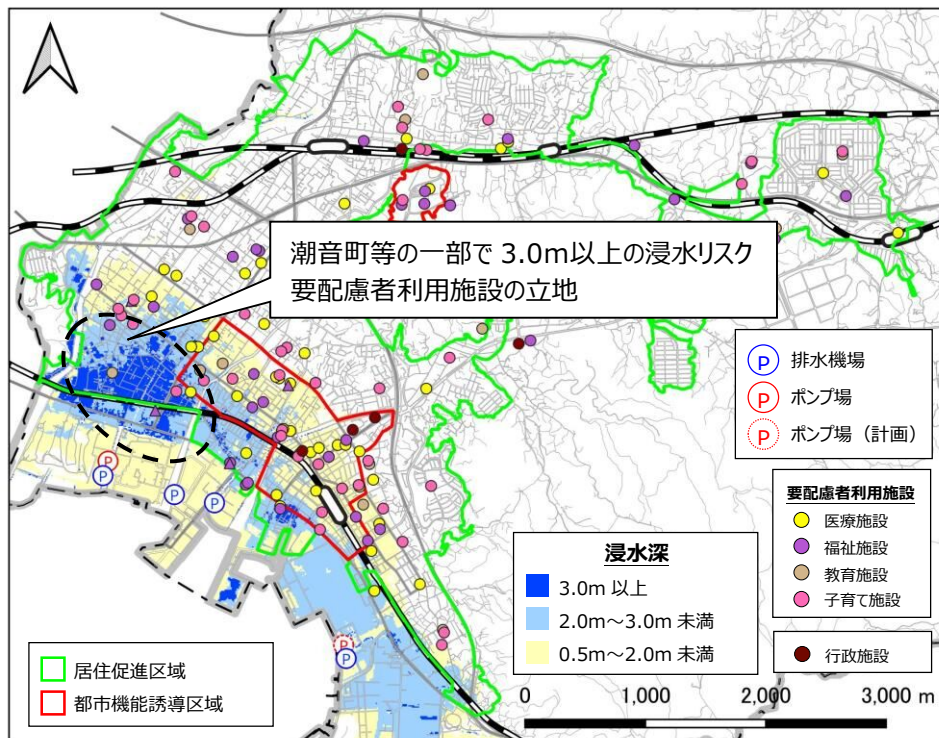 潮音町等の一部で 3.0m以上の浸水リスク
要配慮者利用施設の立地
P 排水機場
P ポンプ場
P ポンプ場（計画）
要配慮者利用施設
医療施設
福祉施設
教育施設
子育て施設
行政施設
浸水深
3.0m 以上
2.0m～3.0m 未満
0.5m～2.0m 未満
居住促進区域
都市機能誘導区域
0 1,000 2,000 3,000 m
P
P
P
P
P
P